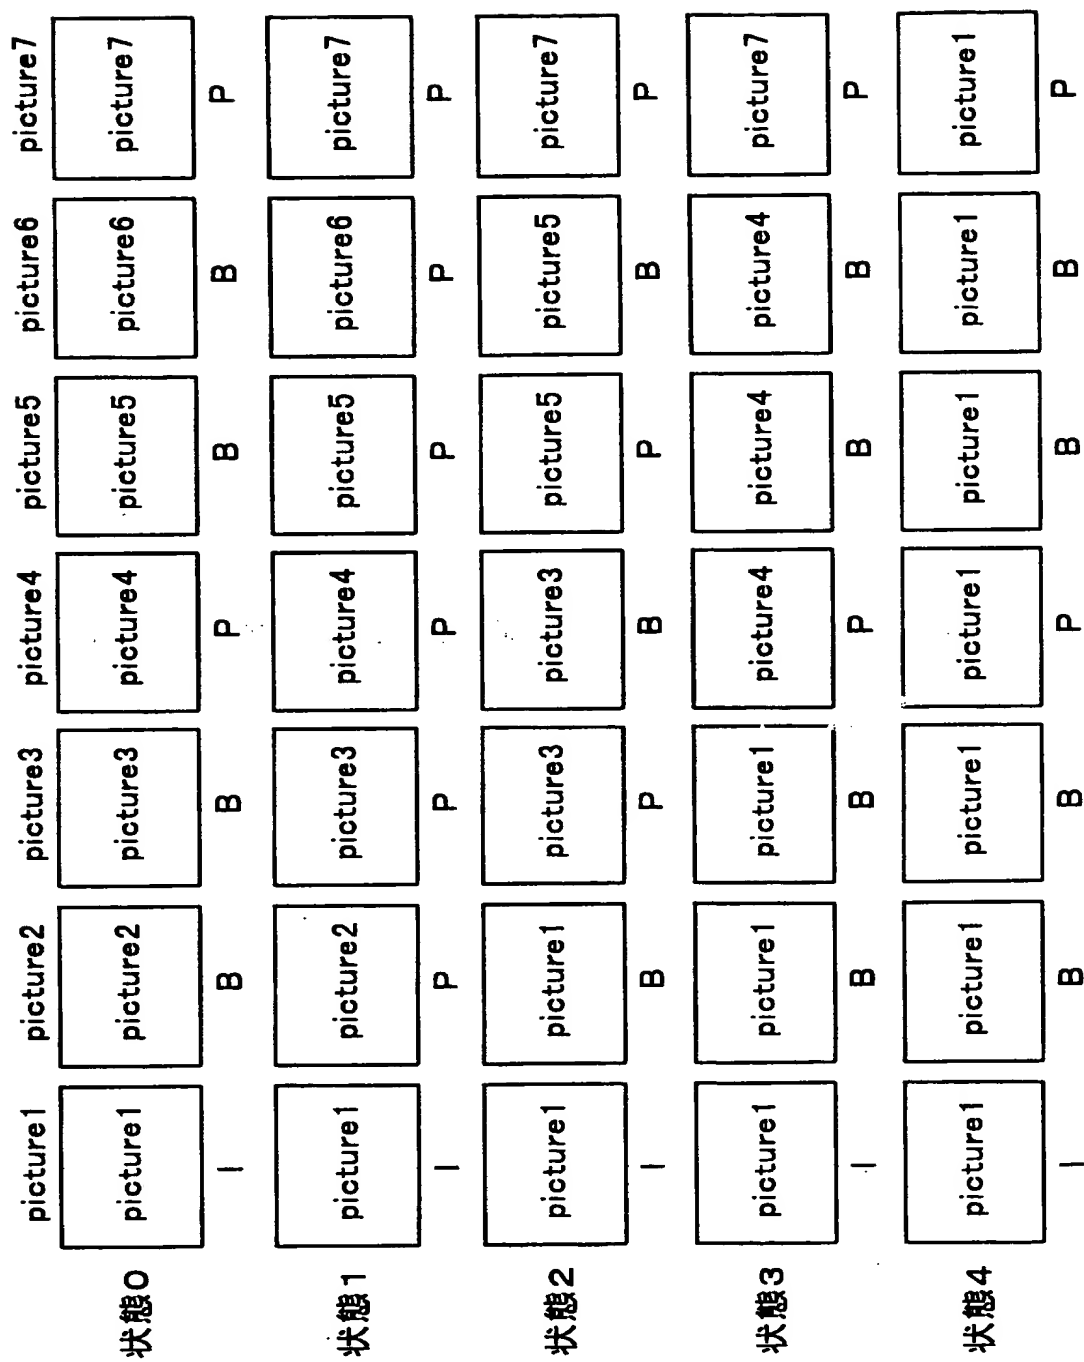 picture1 picture2 picture3 picture4 picture5 picture6 picture7
状態0 picture1 picture2 picture3 picture4 picture5 picture6 picture7
I B B P B B P
状態1 picture1 picture2 picture3 picture4 picture5 picture6 picture7
I P P P P P P
状態2 picture1 picture1 picture3 picture3 picture5 picture5 picture7
I B P B P B P
状態3 picture1 picture1 picture1 picture4 picture4 picture4 picture7
I B B P B B P
状態4 picture1 picture1 picture1 picture1 picture1 picture1 picture1
I B B P B B P